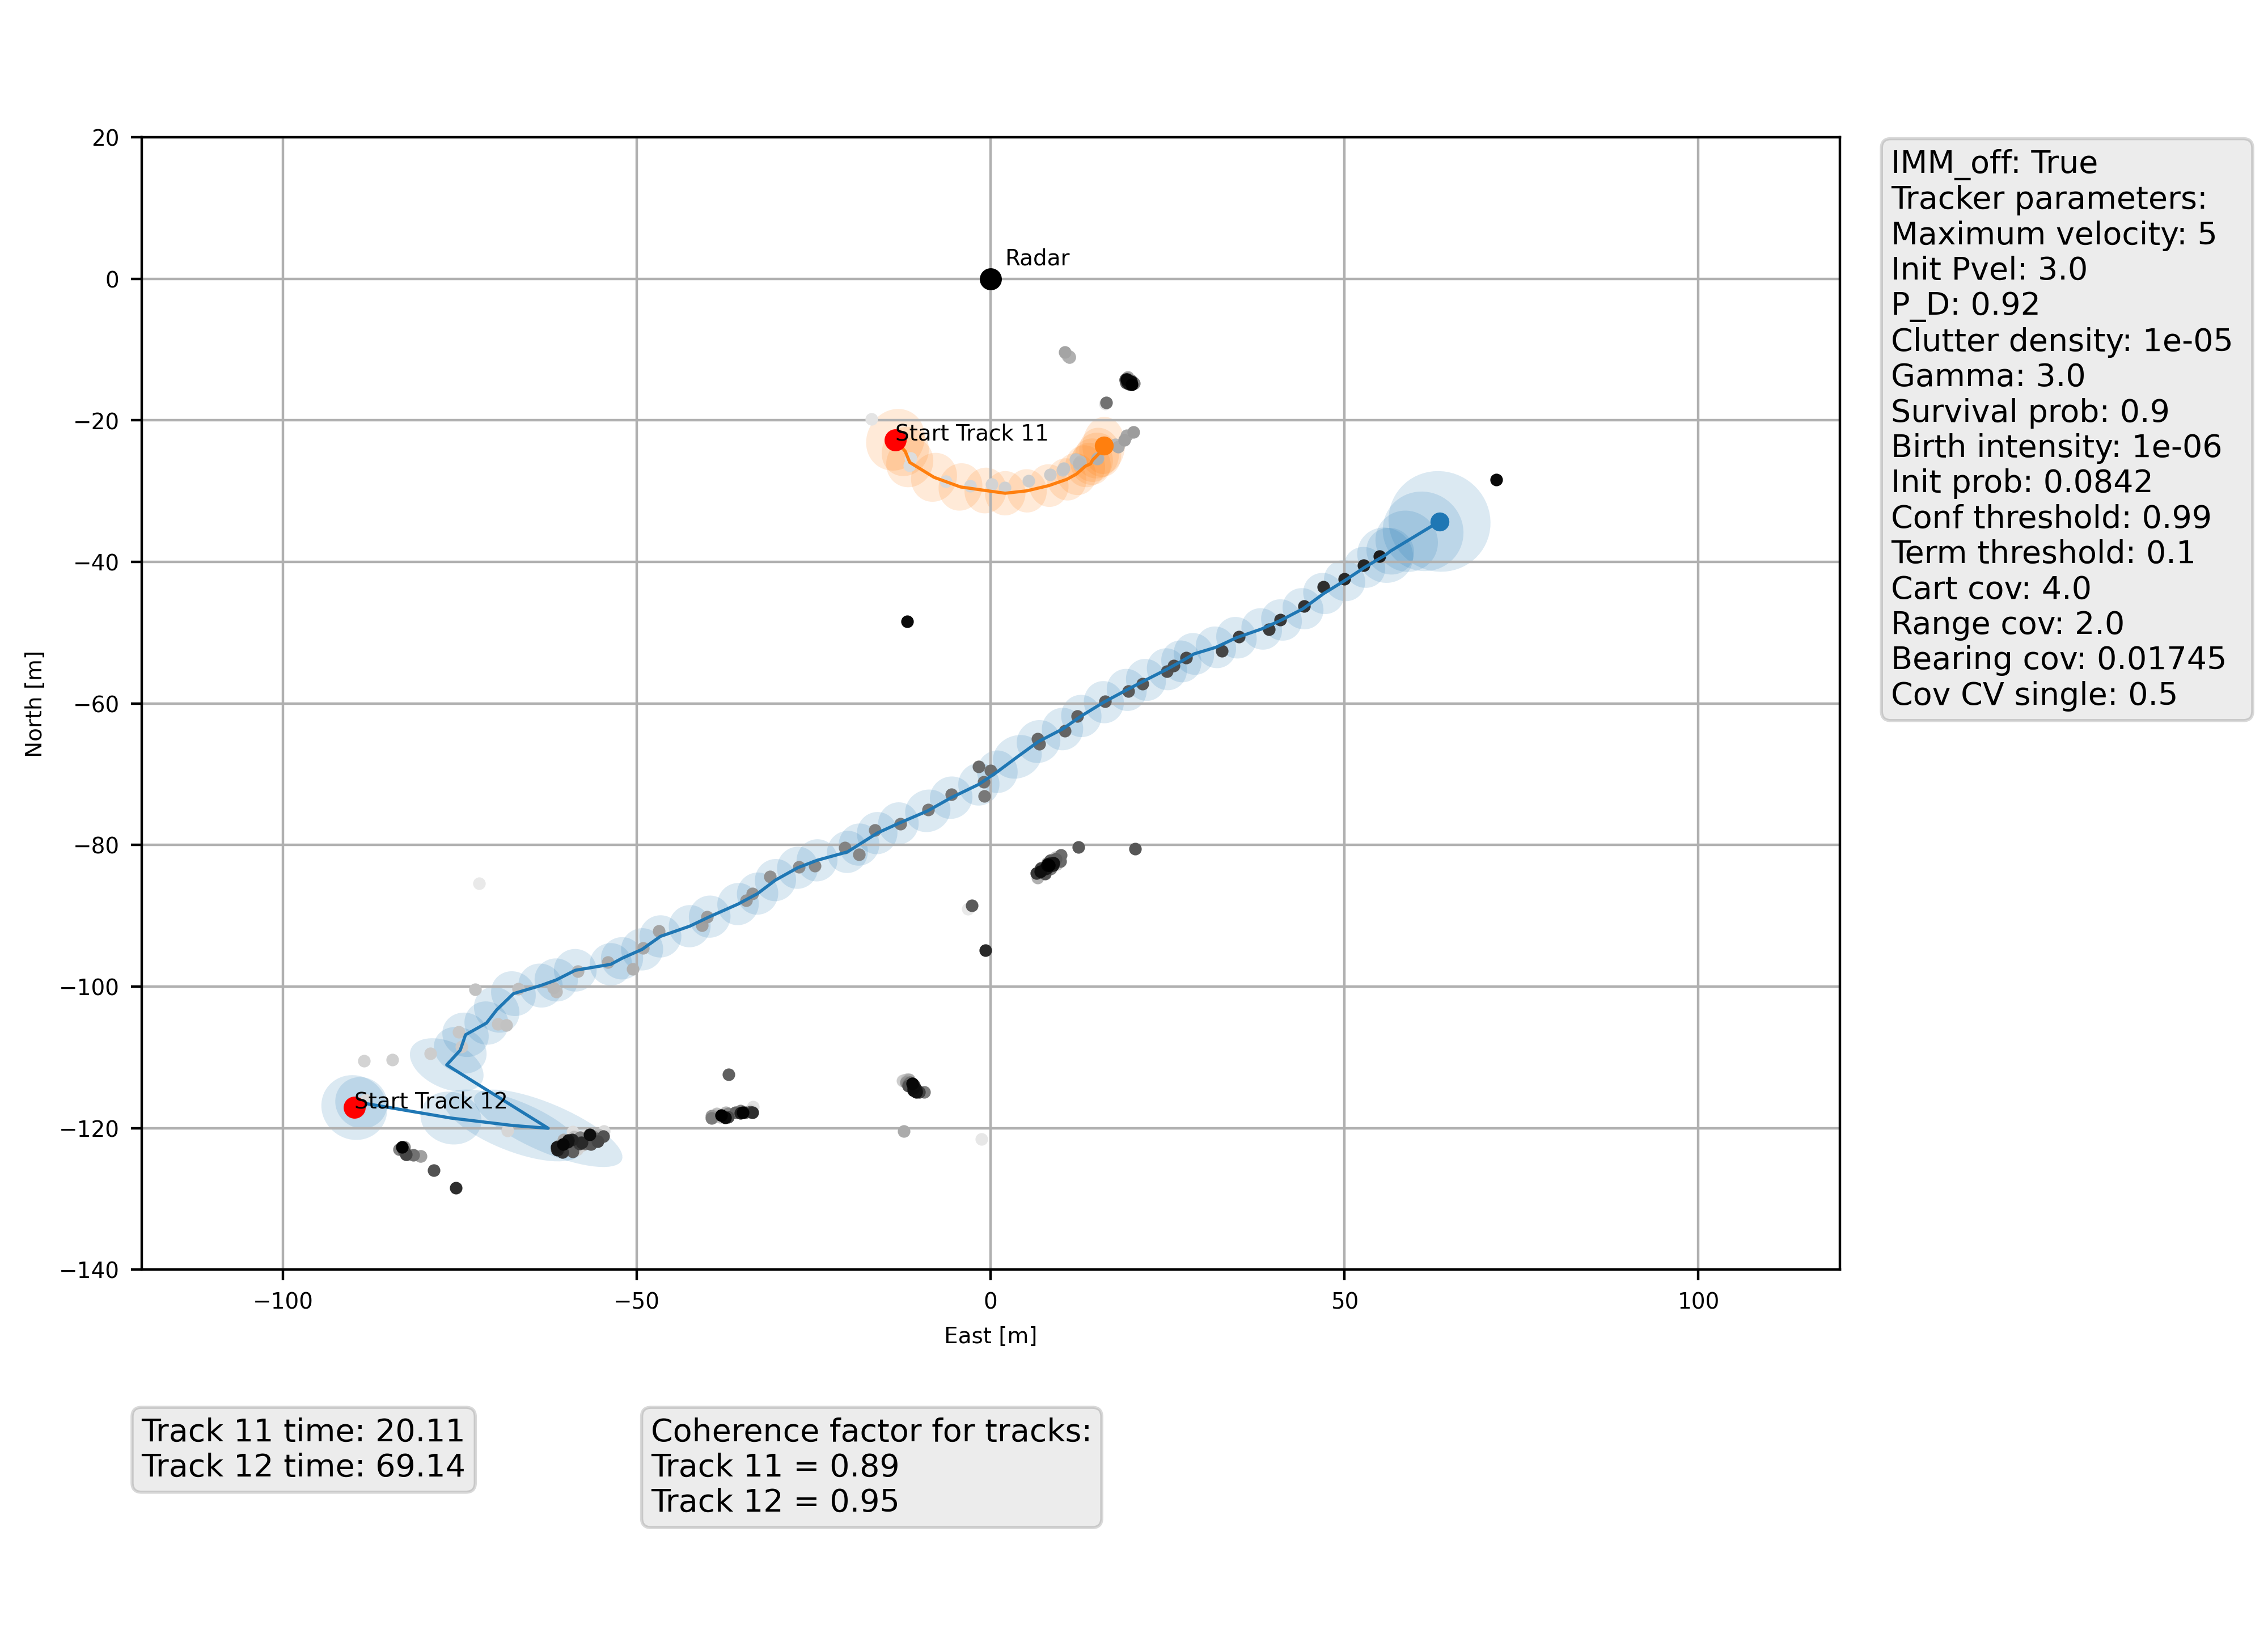 20
0
−20
−40
−60
−80
−100
−120
−140
North [m]
Radar
Start Track 11
Start Track 12
−100
−50
0
50
100
East [m]
IMM_off: True
Tracker parameters:
Maximum velocity: 5
Init Pvel: 3.0
P_D: 0.92
Clutter density: 1e-05
Gamma: 3.0
Survival prob: 0.9
Birth intensity: 1e-06
Init prob: 0.0842
Conf threshold: 0.99
Term threshold: 0.1
Cart cov: 4.0
Range cov: 2.0
Bearing cov: 0.01745
Cov CV single: 0.5
Track 11 time: 20.11
Track 12 time: 69.14
Coherence factor for tracks:
Track 11 = 0.89
Track 12 = 0.95